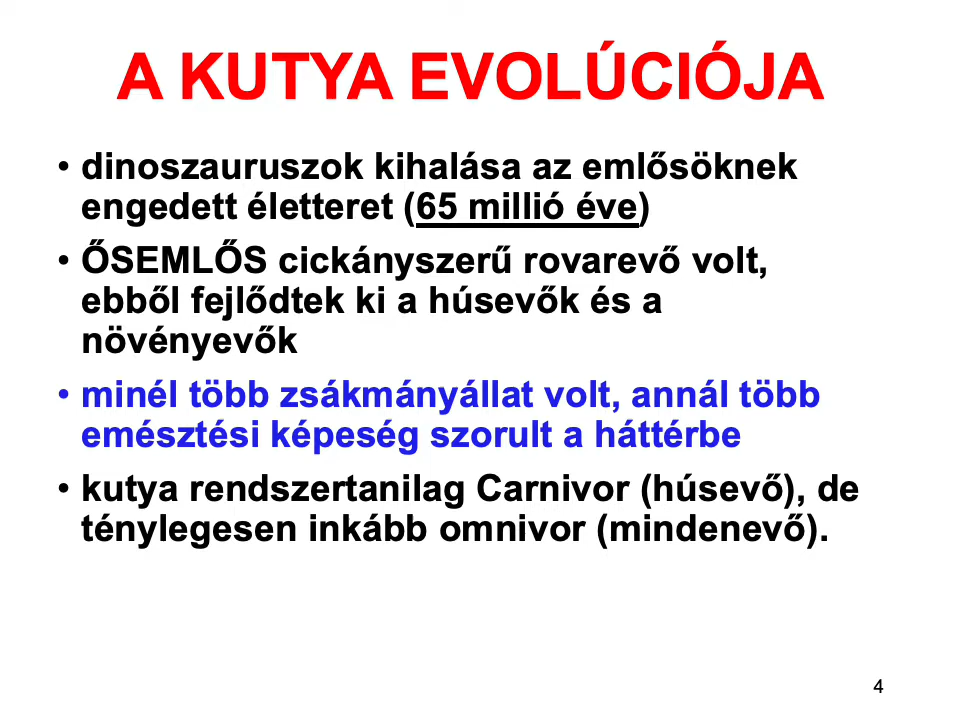 A KUTYA EVOLÚCIÓJA
• dinoszauruszok kihalása az emlősöknek
engedett életteret (65 millió éve)
• ŐSEMLŐS cickányszerű rovarevő volt,
ebből fejlődtek ki a húsevők és a
növényevők
• minél több zsákmányállat volt, annál több
emésztési képeség szorult a háttérbe
• kutya rendszertanilag Carnivor (húsevő), de
ténylegesen inkább omnivor (mindenevő).
4